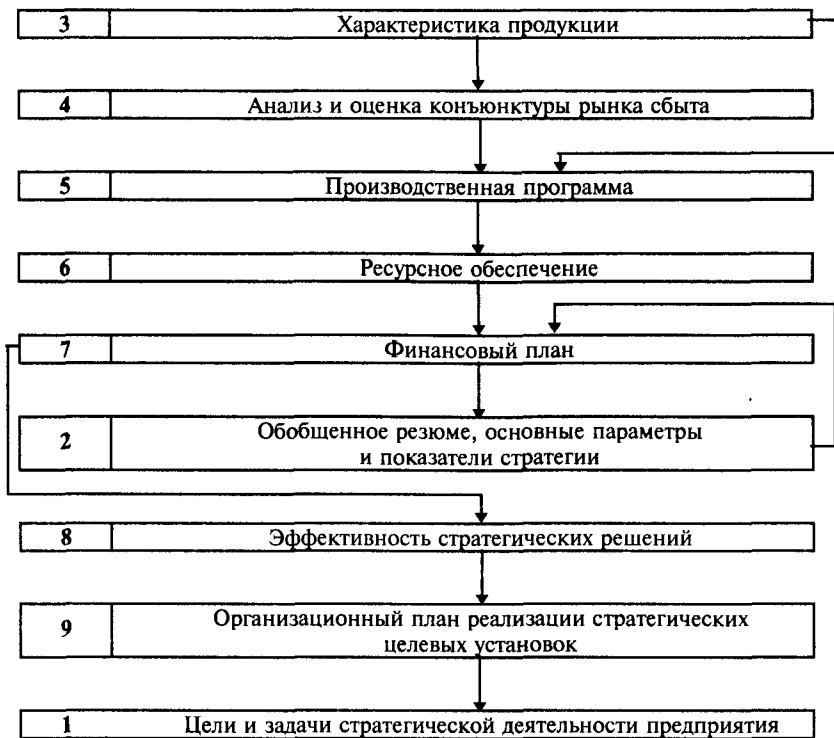 3 Характеристика продукции
4 Анализ и оценка конъюнктуры рынка сбыта
5 Производственная программа
6 Ресурсное обеспечение
7 Финансовый план
2 Обобщенное резюме, основные параметры
и показатели стратегии
8 Эффективность стратегических решений
9 Организационный план реализации стратегических
целевых установок
1 Цели и задачи стратегической деятельности предприятия